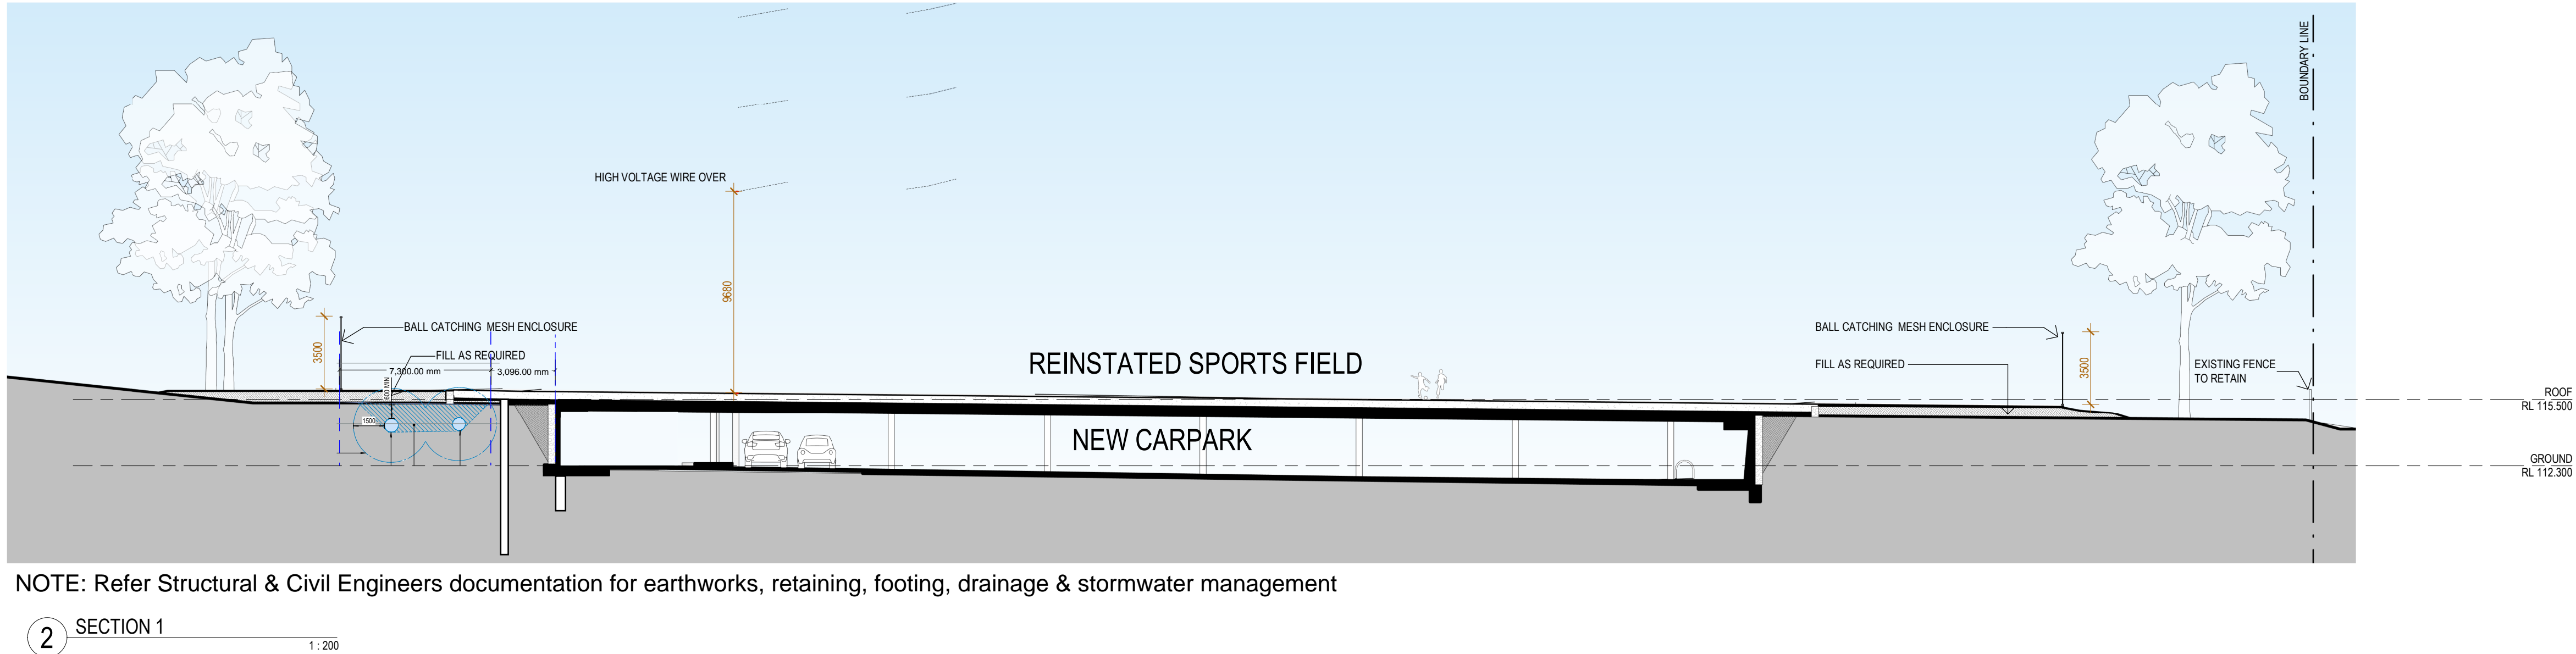 BOUNDARY LINE
HIGH VOLTAGE WIRE OVER
9680
3500
BALL CATCHING MESH ENCLOSURE
FILL AS REQUIRED
7,300.00 mm
3,096.00 mm
600 MIN
1500
REINSTATED SPORTS FIELD
NEW CARPARK
BALL CATCHING MESH ENCLOSURE
FILL AS REQUIRED
3500
EXISTING FENCE
TO RETAIN
ROOF
RL 115.500
GROUND
RL 112.300
NOTE: Refer Structural & Civil Engineers documentation for earthworks, retaining, footing, drainage & stormwater management
2
SECTION 1
1 : 200